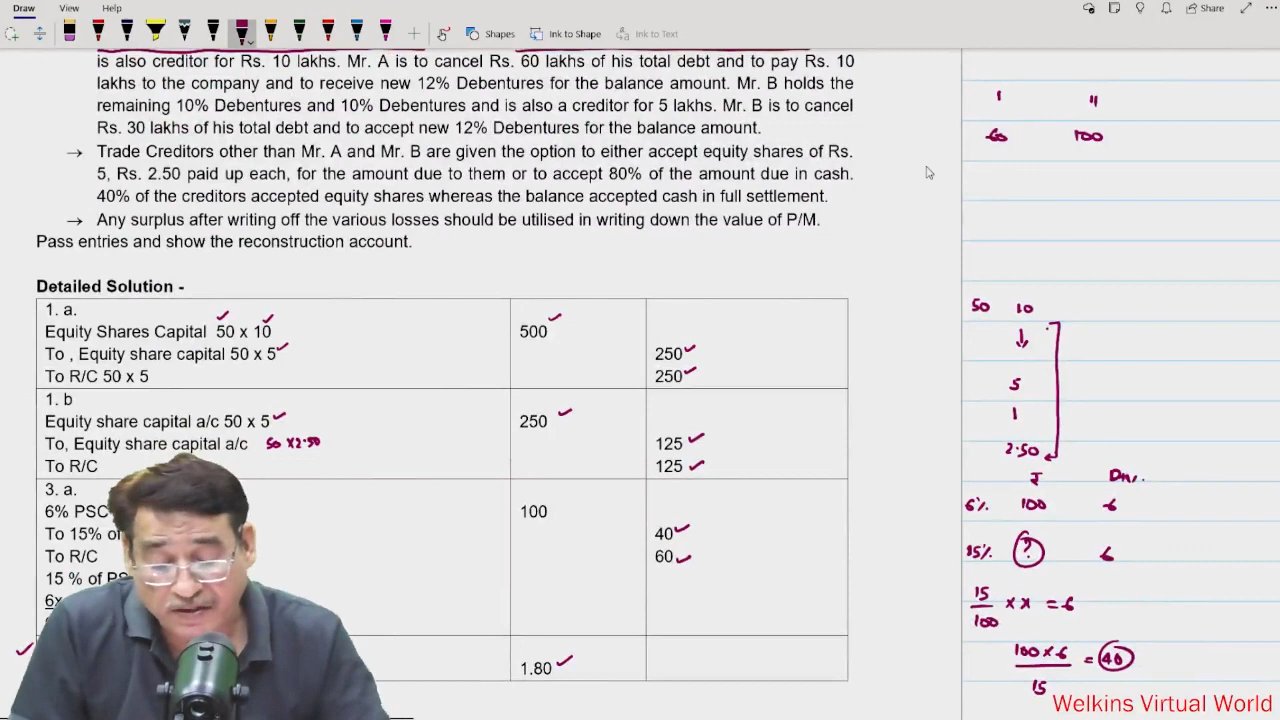 Draw View Help
Shapes Ink to Shape Ink to Text Share
is also creditor for Rs. 10 lakhs. Mr. A is to cancel Rs. 60 lakhs of his total debt and to pay Rs. 10
lakhs to the company and to receive new 12% Debentures for the balance amount. Mr. B holds the
remaining 10% Debentures and 10% Debentures and is also a creditor for 5 lakhs. Mr. B is to cancel
Rs. 30 lakhs of his total debt and to accept new 12% Debentures for the balance amount.
→ Trade Creditors other than Mr. A and Mr. B are given the option to either accept equity shares of Rs.
5, Rs. 2.50 paid up each, for the amount due to them or to accept 80% of the amount due in cash.
40% of the creditors accepted equity shares whereas the balance accepted cash in full settlement.
→ Any surplus after writing off the various losses should be utilised in writing down the value of P/M.
Pass entries and show the reconstruction account.
Detailed Solution -
1. a.
Equity Shares Capital 50 x 10 500
To , Equity share capital 50 x 5 250
To R/C 50 x 5 250
1. b
Equity share capital a/c 50 x 5 250
To, Equity share capital a/c 50 x 2.50 125
To R/C 125
3. a.
6% PSC 100
To 15% of 40
To R/C 60
15 % of PS
6x
1.80
60 100
50 10
5
1
2.50
₹ Dn.
6% 100 6
15% ? 6
15/100 x x = 6
100 x 6 / 15 = 40
Welkins Virtual World